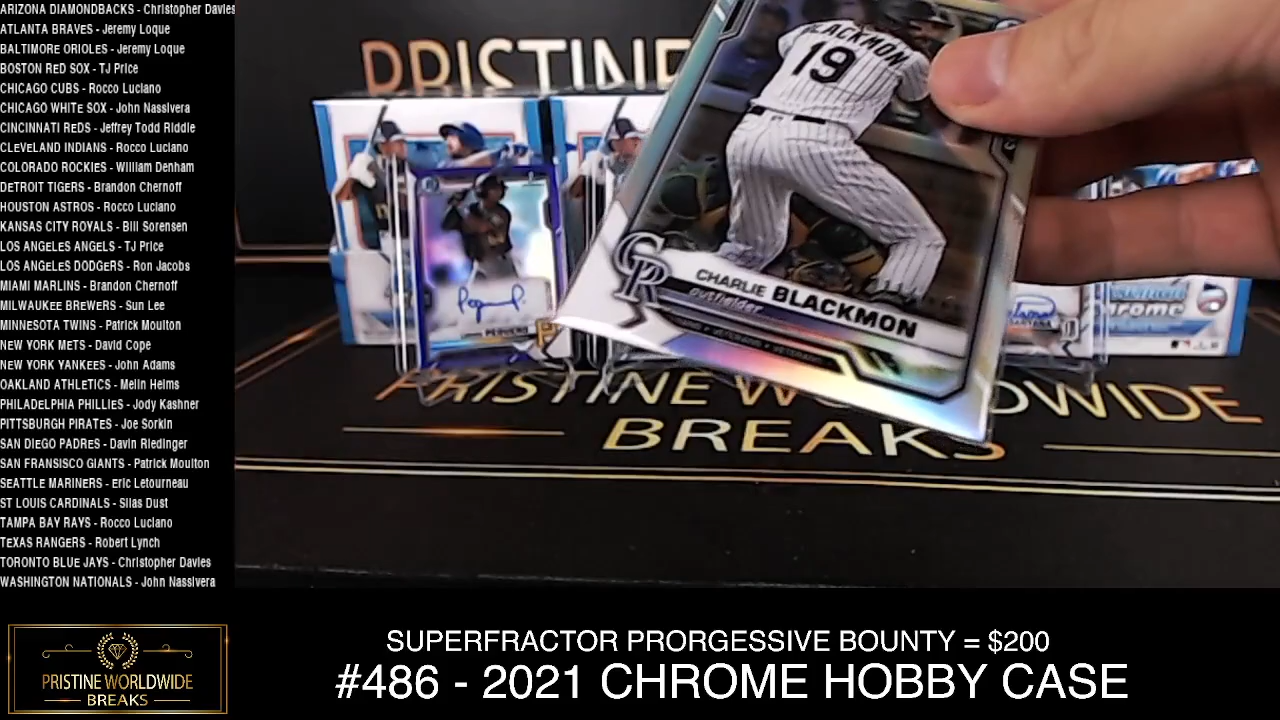 ARIZONA DIAMONDBACKS - Christopher Davies
ATLANTA BRAVES - Jeremy Loque
BALTIMORE ORIOLES - Jeremy Loque
BOSTON RED SOX - TJ Price
CHICAGO CUBS - Rocco Luciano
CHICAGO WHITE SOX - John Nassivera
CINCINNATI REDS - Jeffrey Todd Riddle
CLEVELAND INDIANS - Rocco Luciano
COLORADO ROCKIES - William Denham
DETROIT TIGERS - Brandon Chernoff
HOUSTON ASTROS - Rocco Luciano
KANSAS CITY ROYALS - Bill Sorensen
LOS ANGELES ANGELS - TJ Price
LOS ANGELES DODGERS - Ron Jacobs
MIAMI MARLINS - Brandon Chernoff
MILWAUKEE BREWERS - Sun Lee
MINNESOTA TWINS - Patrick Moulton
NEW YORK METS - David Cope
NEW YORK YANKEES - John Adams
OAKLAND ATHLETICS - Melin Heims
PHILADELPHIA PHILLIES - Jody Kashner
PITTSBURGH PIRATES - Joe Sorkin
SAN DIEGO PADRES - Davin Riedinger
SAN FRANSISCO GIANTS - Patrick Moulton
SEATTLE MARINERS - Eric Letourneau
ST LOUIS CARDINALS - Silas Dust
TAMPA BAY RAYS - Rocco Luciano
TEXAS RANGERS - Robert Lynch
TORONTO BLUE JAYS - Christopher Davies
WASHINGTON NATIONALS - John Nassivera
PRISTINE
BLACKMON
19
CR
CHARLIE BLACKMON
outfielder
PEGUERO
P
chrome
PRISTINE WORLDWIDE
BREAKS
PRISTINE WORLDWIDE
BREAKS
SUPERFRACTOR PRORGESSIVE BOUNTY = $200
#486 - 2021 CHROME HOBBY CASE